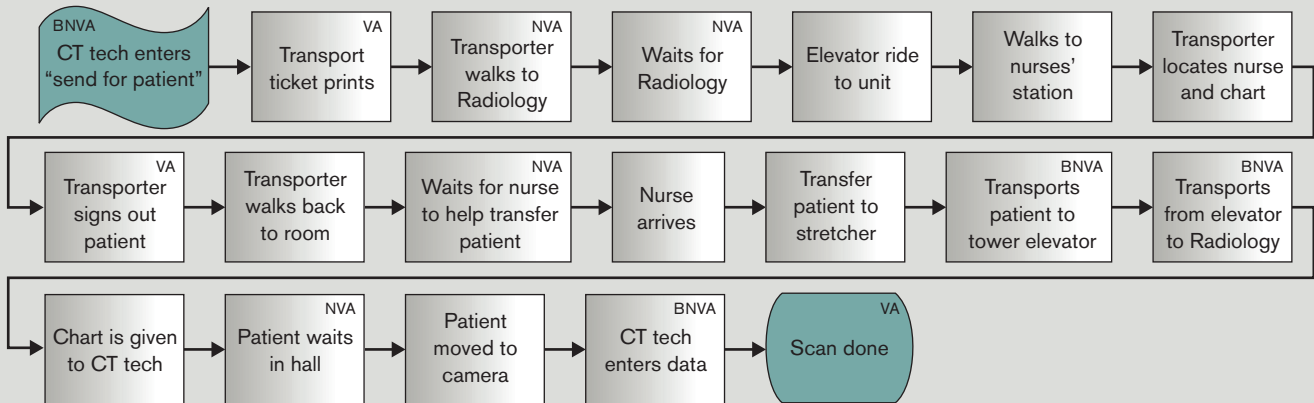 BNVA
CT tech enters
“send for patient”
VA
Transport
ticket prints
NVA
Transporter
walks to
Radiology
NVA
Waits for
Radiology
Elevator ride
to unit
Walks to
nurses’
station
Transporter
locates nurse
and chart
VA
Transporter
signs out
patient
Transporter
walks back
to room
NVA
Waits for nurse
to help transfer
patient
Nurse
arrives
Transfer
patient to
stretcher
BNVA
Transports
patient to
tower elevator
BNVA
Transports
from elevator
to Radiology
Chart is given
to CT tech
NVA
Patient waits
in hall
Patient
moved to
camera
BNVA
CT tech
enters data
VA
Scan done